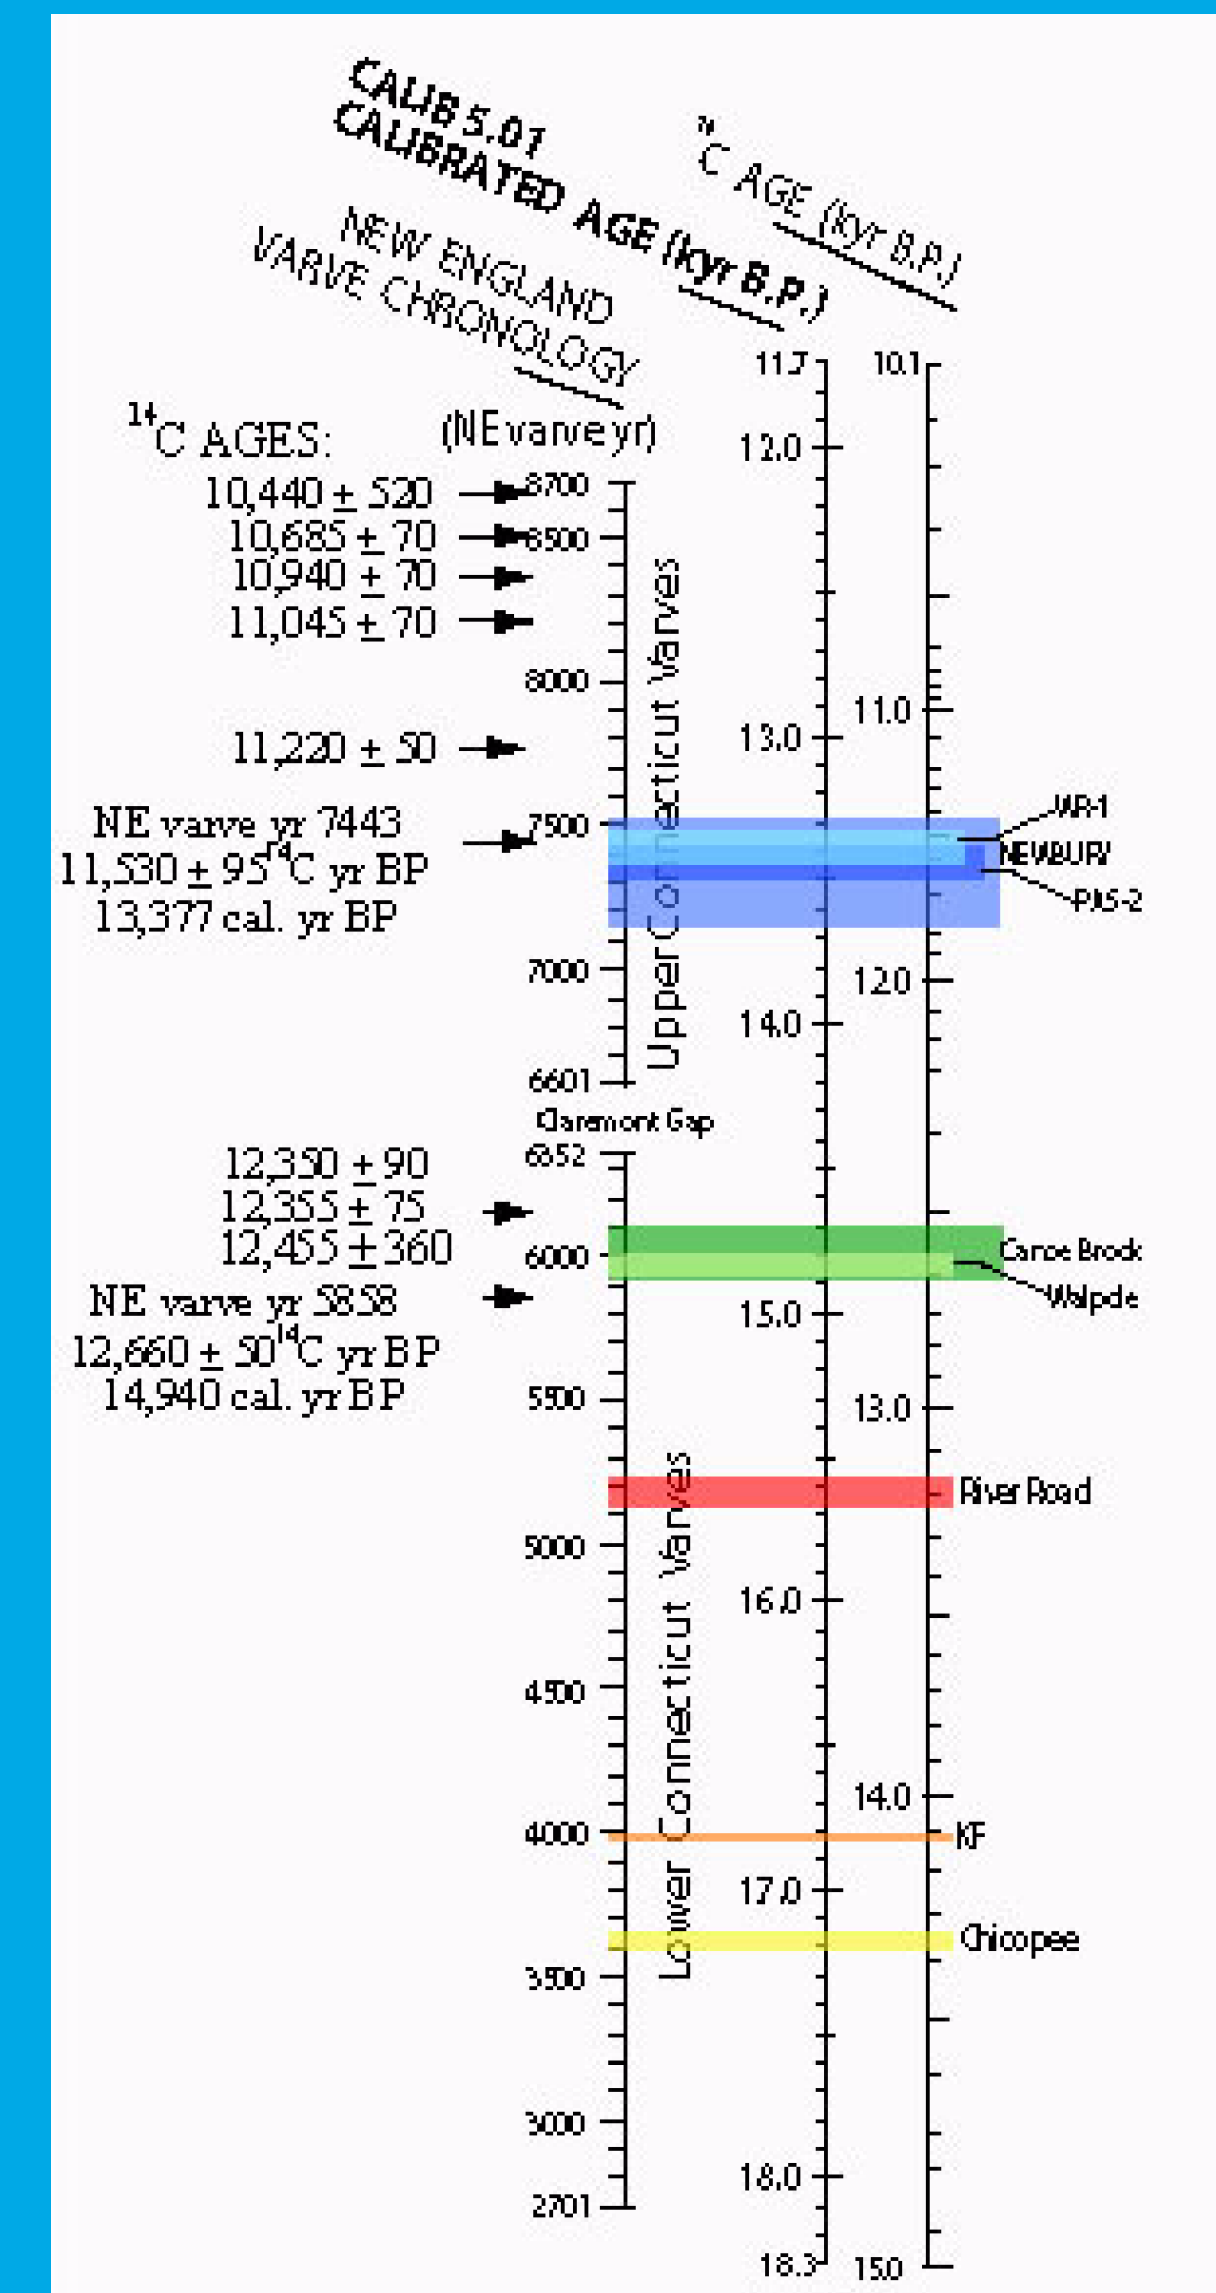 CALIB 5.01
CALIBRATED AGE (kyr B.P.)
14C AGE (kyr B.P.)
NEW ENGLAND
VARVE CHRONOLOGY
(NE varve yr)
14C AGES:
10,440 ± 520
10,685 ± 70
10,940 ± 70
11,045 ± 70
11,220 ± 50
NE varve yr 7443
11,530 ± 95 14C yr BP
13,377 cal. yr BP
12,350 ± 90
12,355 ± 75
12,455 ± 360
NE varve yr 5858
12,660 ± 50 14C yr BP
14,940 cal. yr BP
8700
8500
8000
7500
7000
6601
Claremont Gap
6352
6000
5500
5000
4500
4000
3500
3000
2701
Upper Connecticut Varves
Lower Connecticut Varves
11.7
12.0
13.0
14.0
15.0
16.0
17.0
18.0
18.3
10.1
11.0
12.0
13.0
14.0
15.0
NEWBURY
PAS-2
Canoe Brook
Walpole
River Road
KF
Chicopee